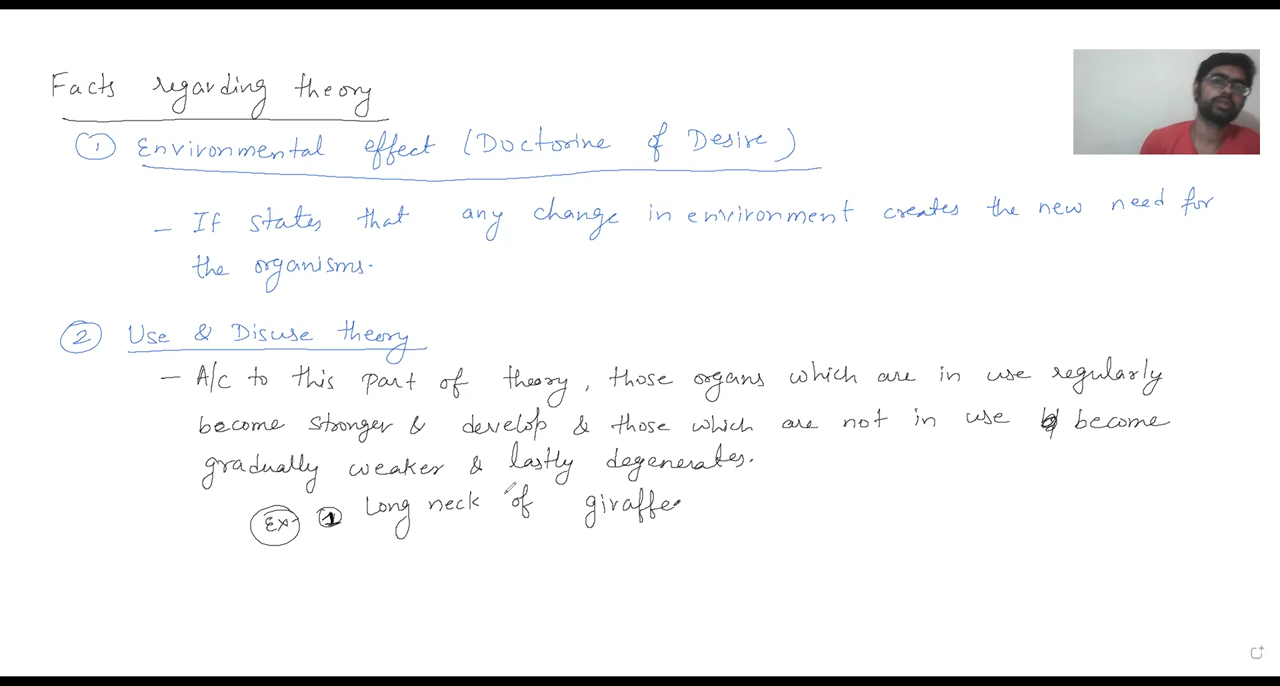 Facts regarding theory
① Environmental effect (Doctorine of Desire)
- If states that any change in environment creates the new need for
the organisms.
② Use & Disuse theory
- A/c to this part of theory, those organs which are in use regularly
become stronger & develop & those which are not in use become
gradually weaker & lastly degenerates.
Ex- ① Long neck of giraffe